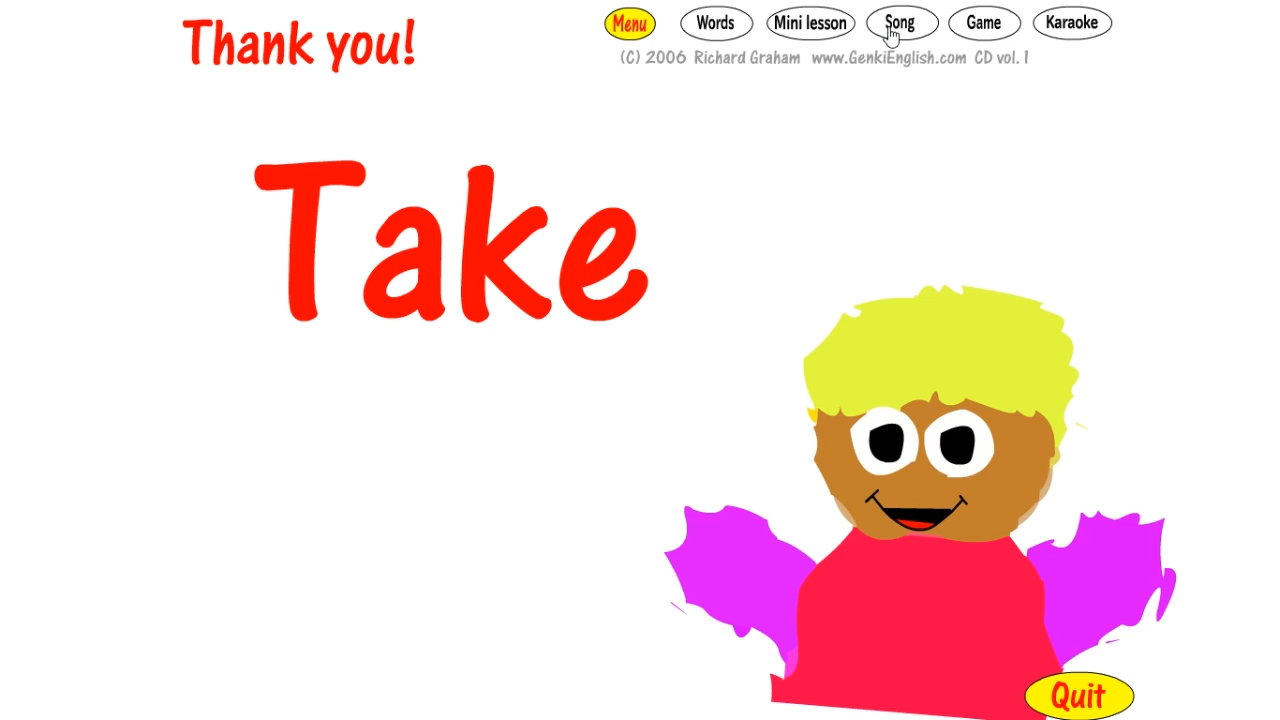 Thank you!
Menu Words Mini lesson Song Game Karaoke
(C) 2006 Richard Graham www.GenkiEnglish.com CD vol. 1
Take
Quit